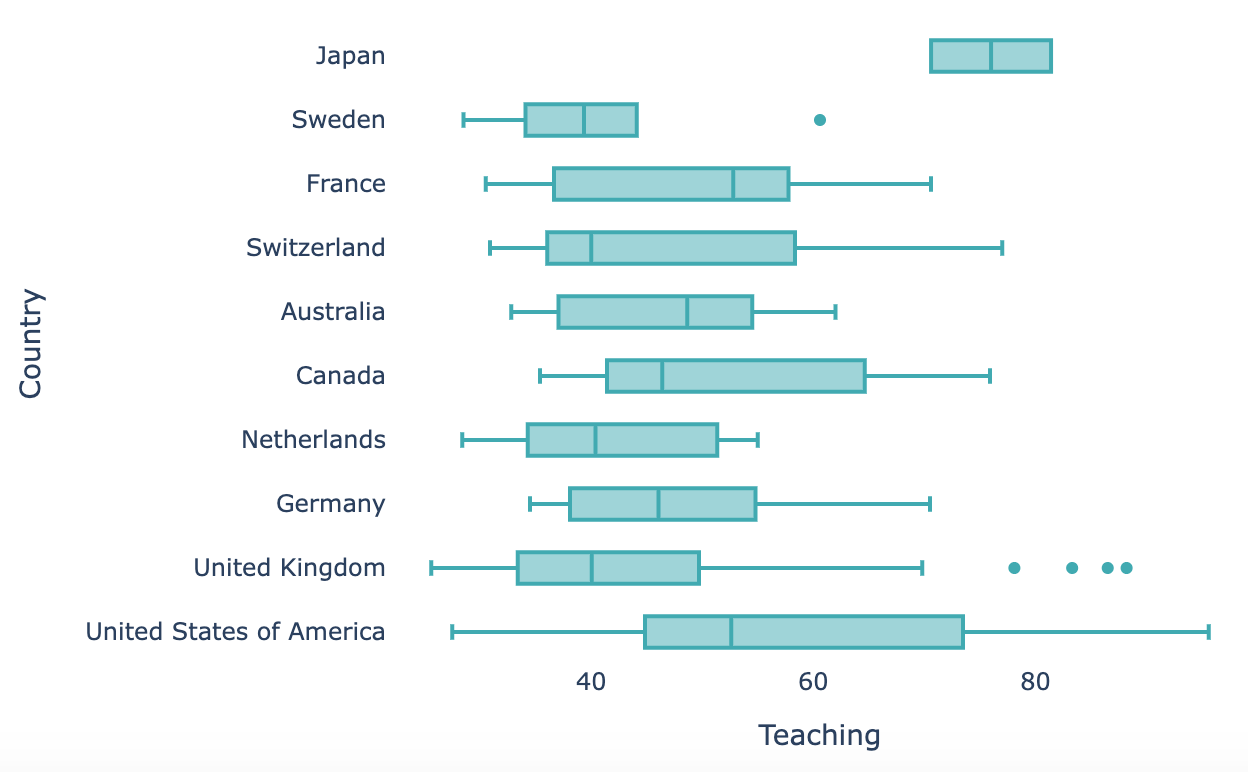 Japan
Sweden
France
Switzerland
Australia
Canada
Netherlands
Germany
United Kingdom
United States of America
Country
40 60 80
Teaching